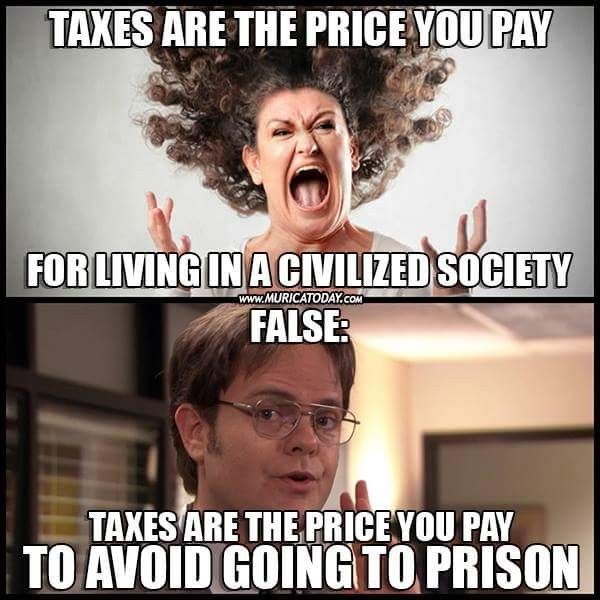 TAXES ARE THE PRICE YOU PAY
FOR LIVING IN A CIVILIZED SOCIETY
WWW.MURICATODAY.COM
FALSE:
TAXES ARE THE PRICE YOU PAY
TO AVOID GOING TO PRISON